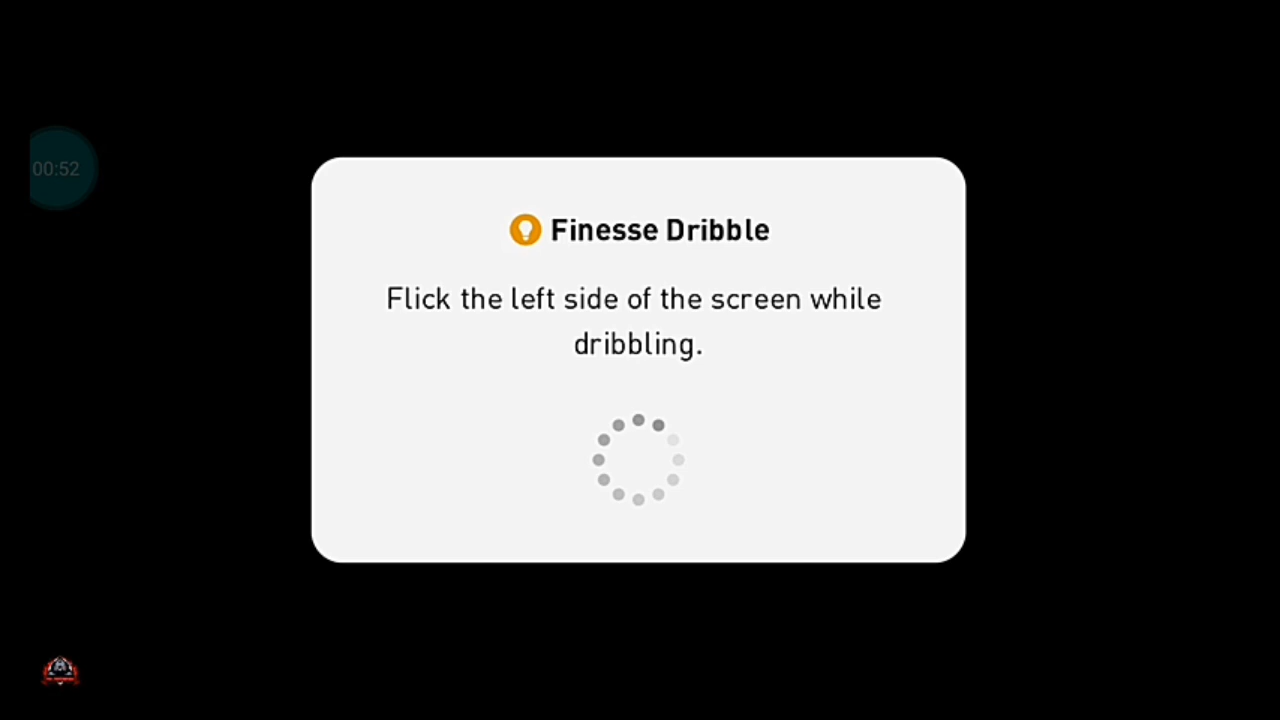 00:52
Finesse Dribble
Flick the left side of the screen while
dribbling.